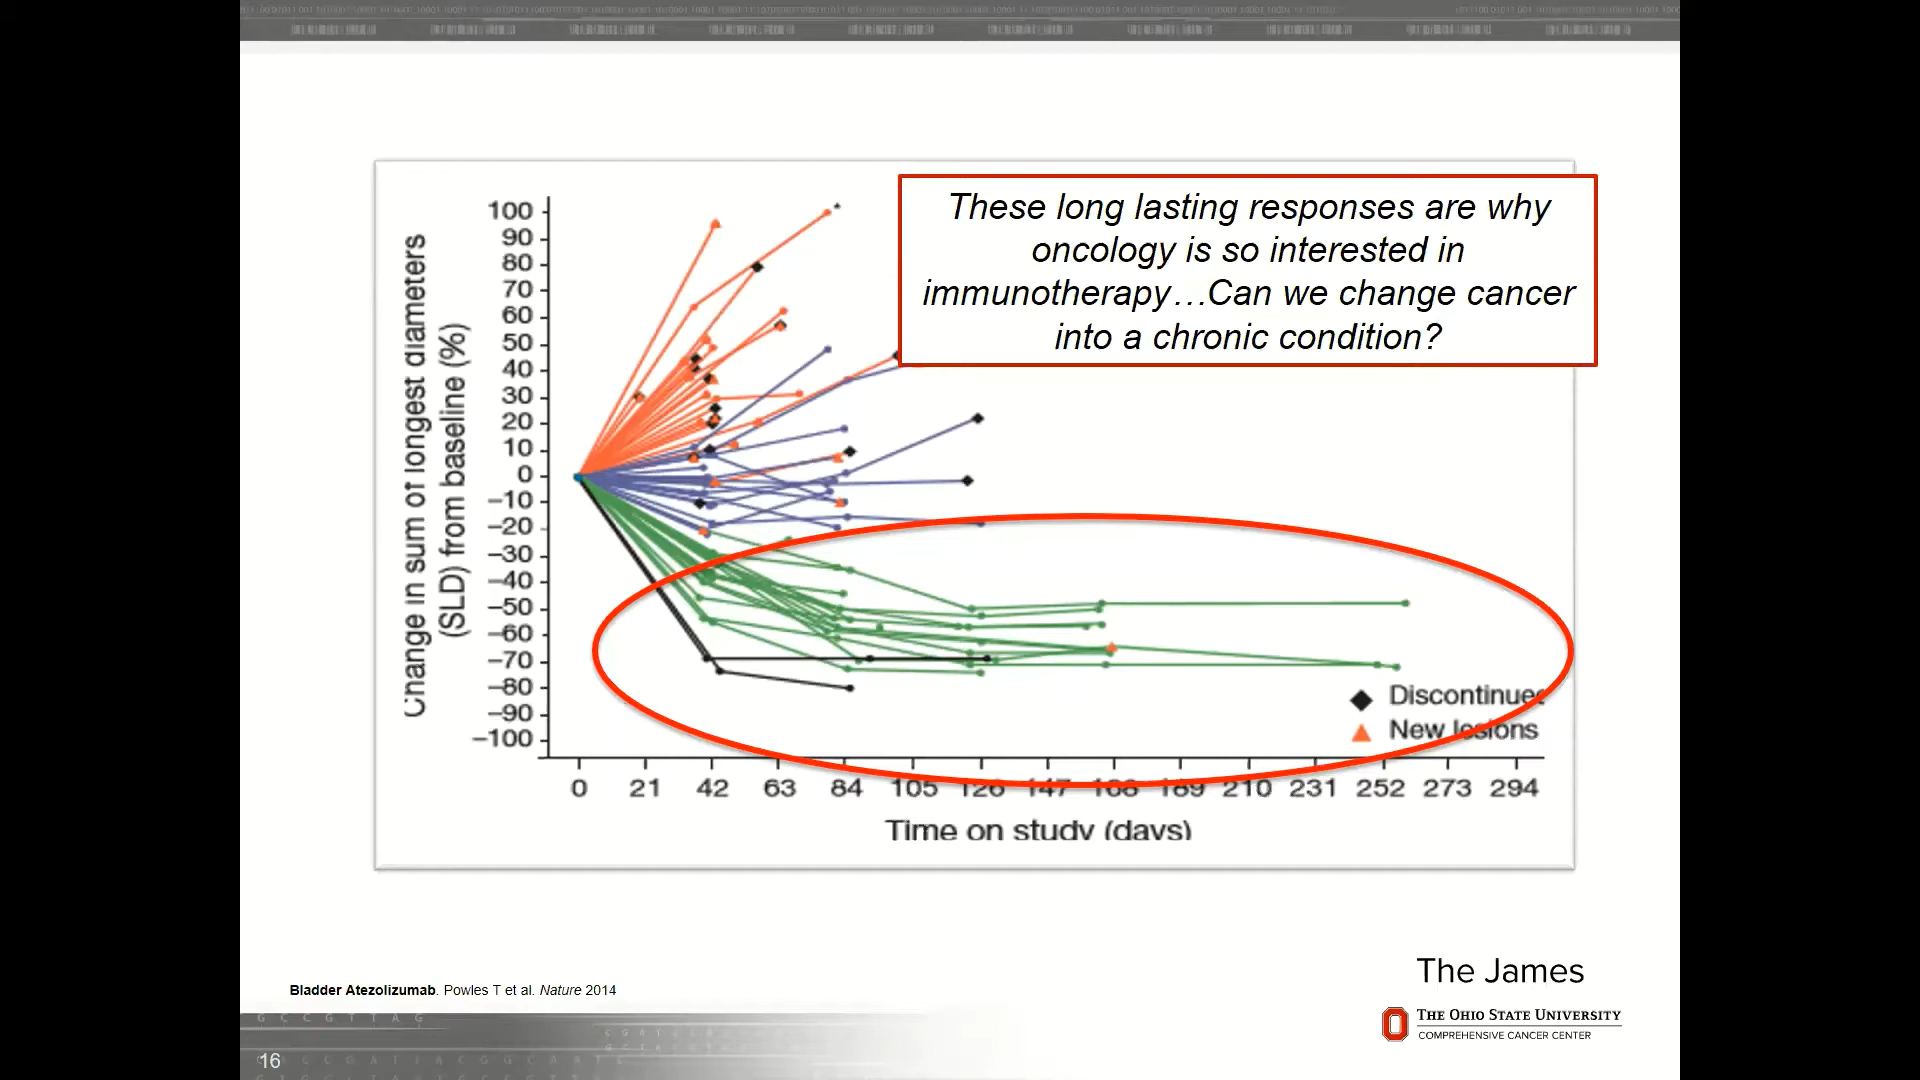 These long lasting responses are why
oncology is so interested in
immunotherapy…Can we change cancer
into a chronic condition?
Change in sum of longest diameters
(SLD) from baseline (%)
100
90
80
70
60
50
40
30
20
10
0
−10
−20
−30
−40
−50
−60
−70
−80
−90
−100
Discontinued
New lesions
0 21 42 63 84 105 126 147 168 189 210 231 252 273 294
Time on study (days)
The James
Bladder Atezolizumab. Powles T et al. Nature 2014
THE OHIO STATE UNIVERSITY
COMPREHENSIVE CANCER CENTER
G C C G T T A G
16